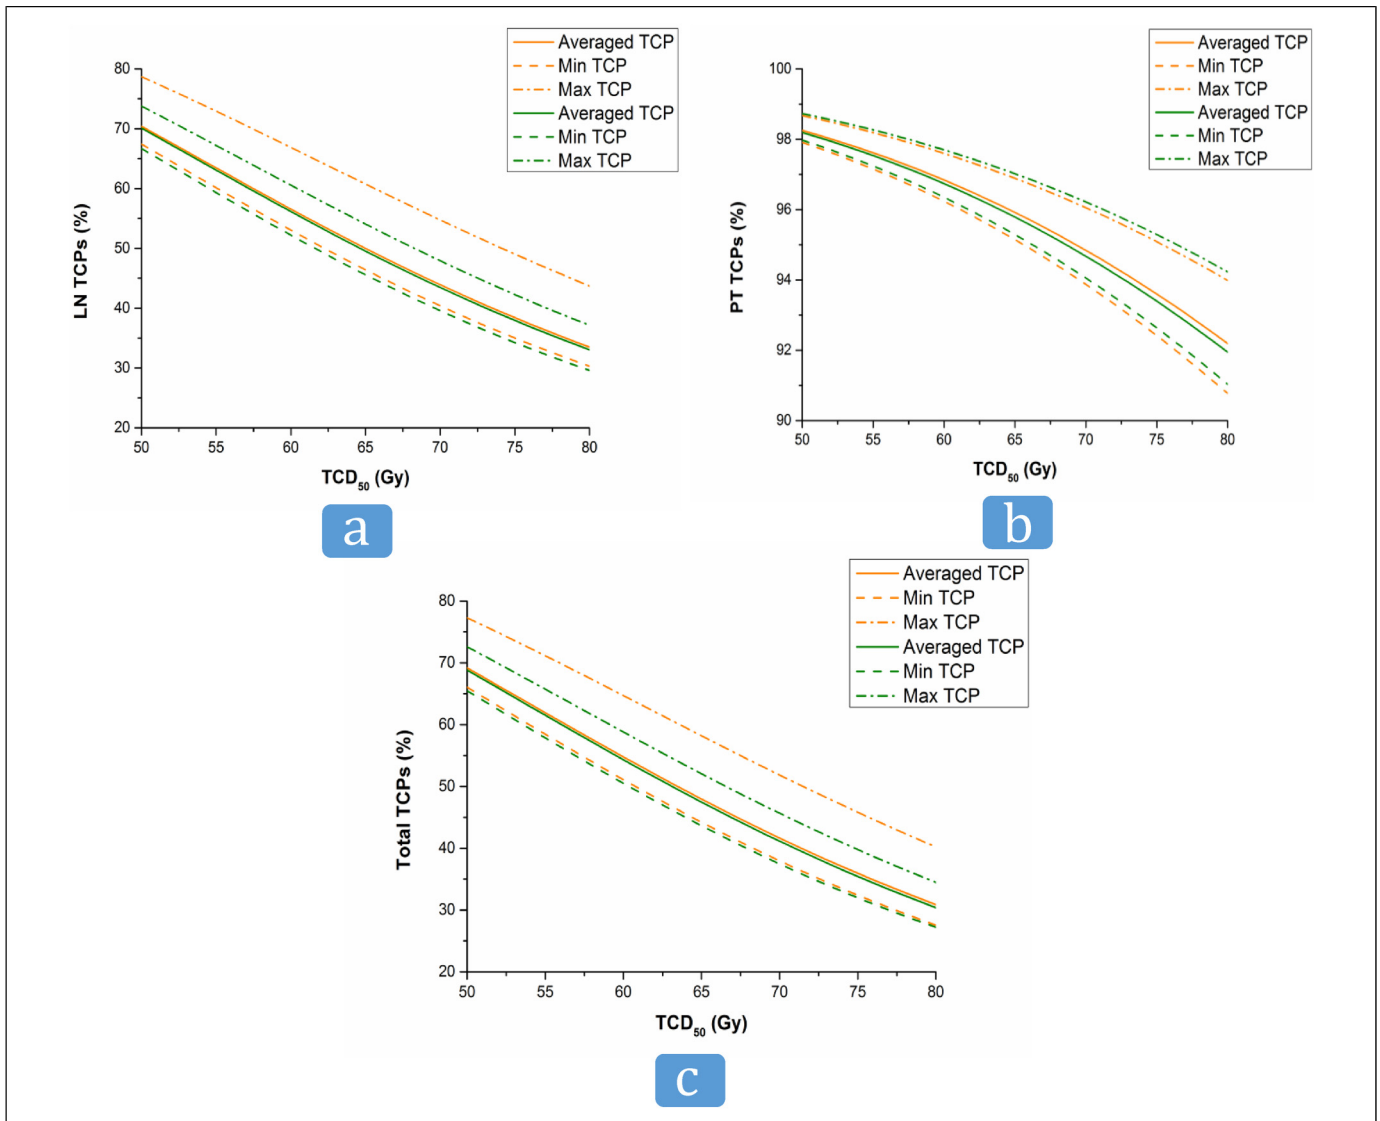 Averaged TCP
Min TCP
Max TCP
Averaged TCP
Min TCP
Max TCP
80
70
60
50
40
30
20
LN TCPs (%)
50 55 60 65 70 75 80
TCD50 (Gy)
a
Averaged TCP
Min TCP
Max TCP
Averaged TCP
Min TCP
Max TCP
100
98
96
94
92
90
PT TCPs (%)
50 55 60 65 70 75 80
TCD50 (Gy)
b
Averaged TCP
Min TCP
Max TCP
Averaged TCP
Min TCP
Max TCP
80
70
60
50
40
30
20
Total TCPs (%)
50 55 60 65 70 75 80
TCD50 (Gy)
c